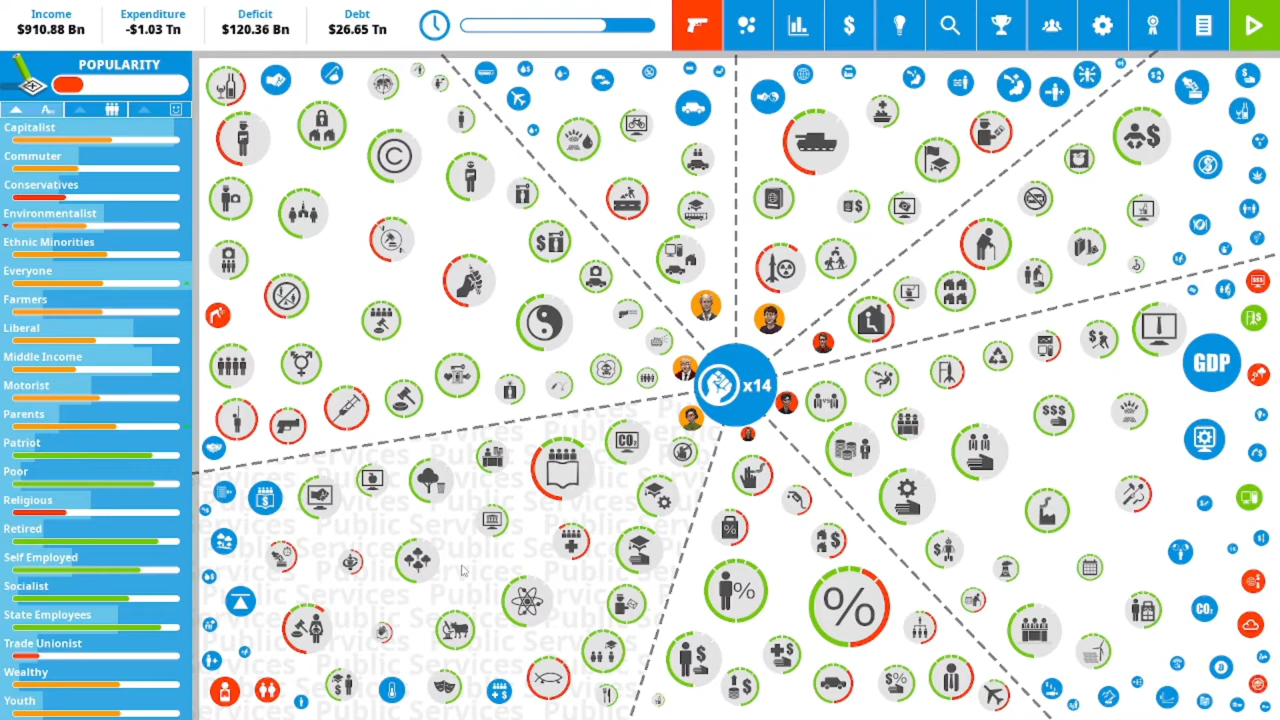 Income
$910.88 Bn
Expenditure
-$1.03 Tn
Deficit
$120.36 Bn
Debt
$26.65 Tn
POPULARITY
Capitalist
Commuter
Conservatives
Environmentalist
Ethnic Minorities
Everyone
Farmers
Liberal
Middle Income
Motorist
Parents
Patriot
Poor
Religious
Retired
Self Employed
Socialist
State Employees
Trade Unionist
Wealthy
Youth
x14
GDP
CO₂
CO₂
%
%
Public Services